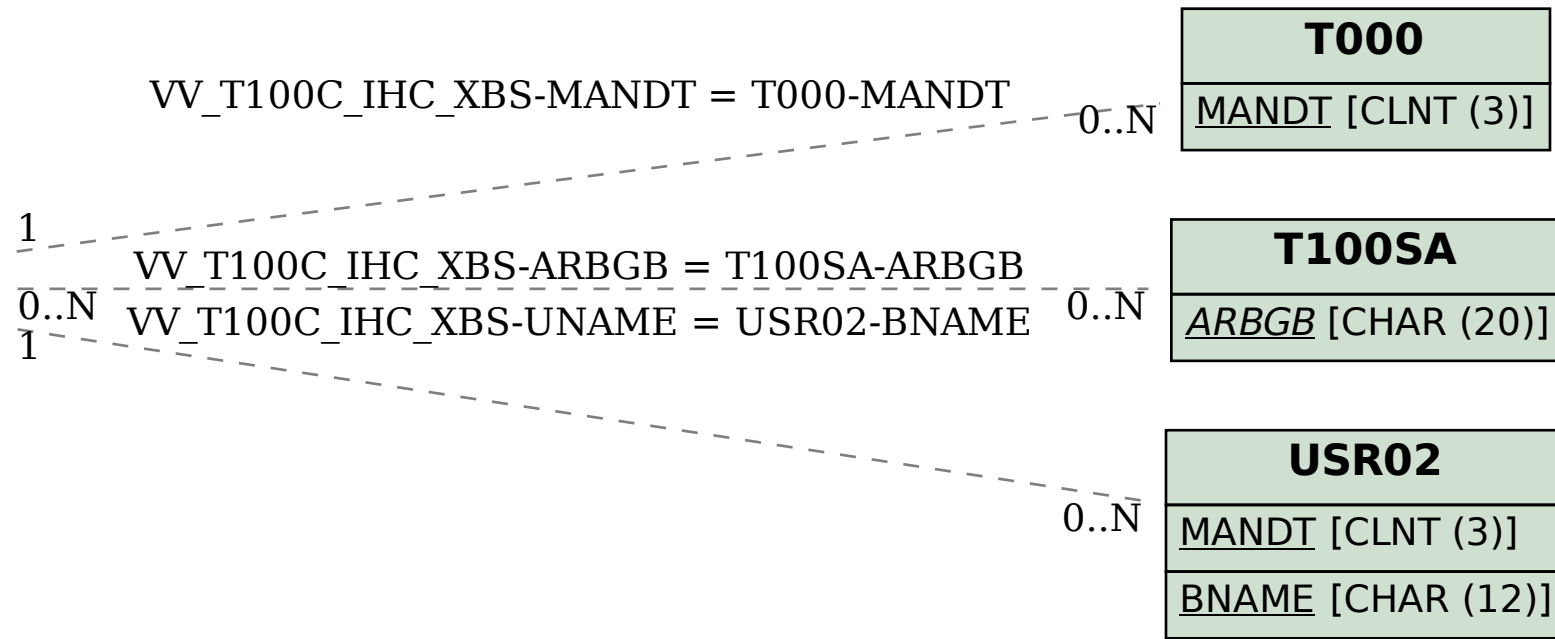 T000
VV_T100C_IHC_XBS-MANDT = T000-MANDT
0..N
MANDT [CLNT (3)]
1
VV_T100C_IHC_XBS-ARBGB = T100SA-ARBGB
T100SA
0..N
0..N
ARBGB [CHAR (20)]
VV_T100C_IHC_XBS-UNAME = USR02-BNAME
1
USR02
0..N
MANDT [CLNT (3)]
BNAME [CHAR (12)]